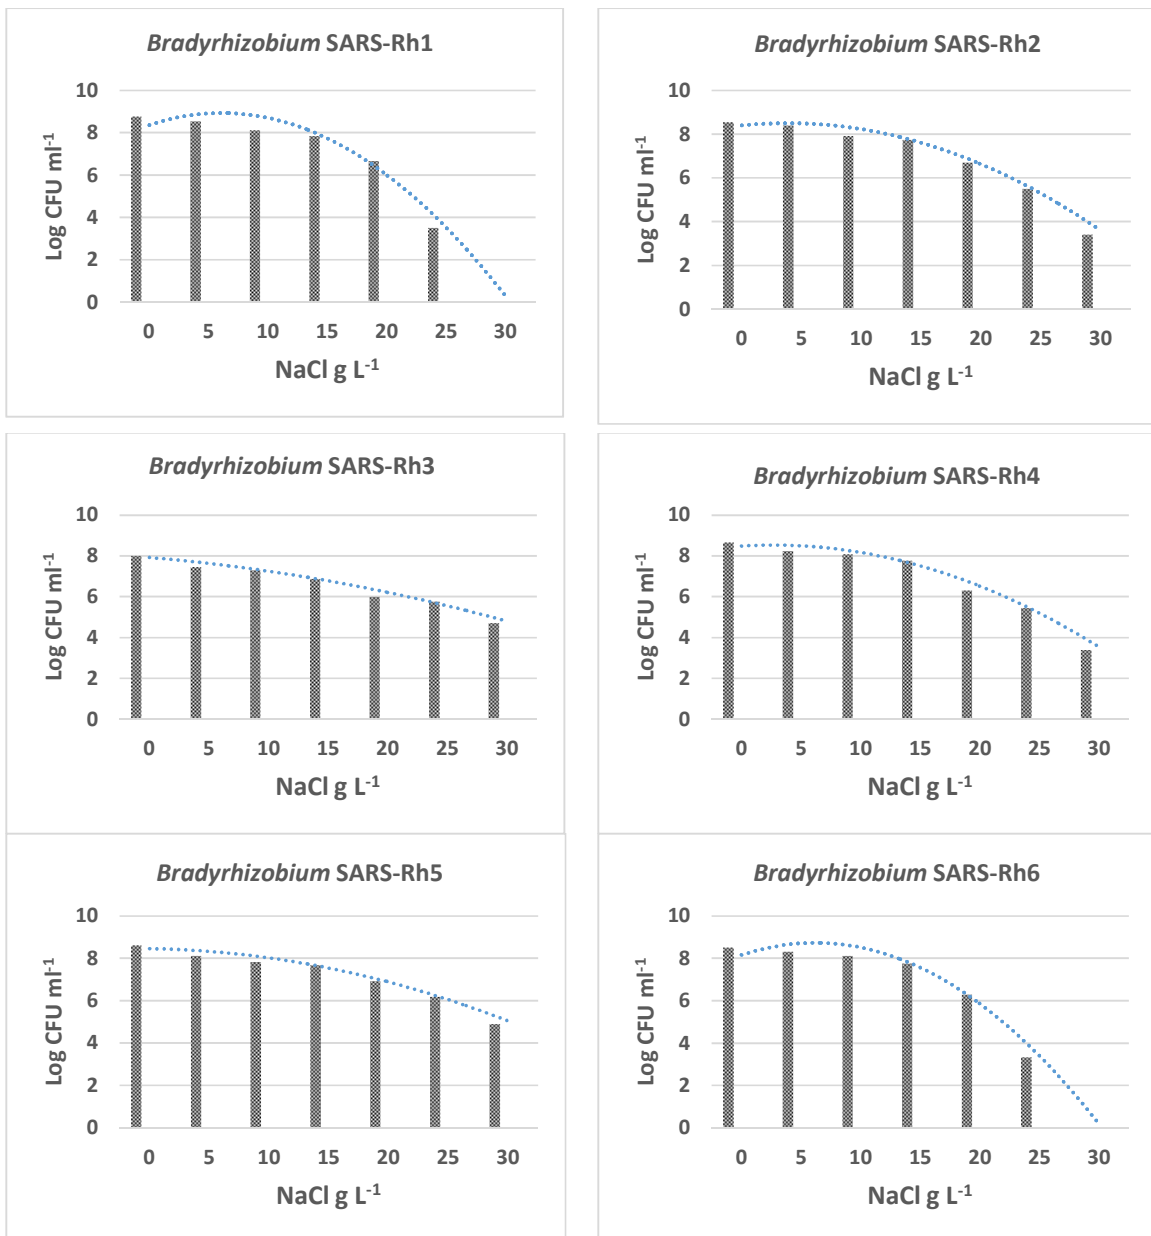 Bradyrhizobium SARS-Rh1
10
8
6
4
2
0
Log CFU ml-1
0 5 10 15 20 25 30
NaCl g L-1
Bradyrhizobium SARS-Rh2
10
8
6
4
2
0
Log CFU ml-1
0 5 10 15 20 25 30
NaCl g L-1
Bradyrhizobium SARS-Rh3
10
8
6
4
2
0
Log CFU ml-1
0 5 10 15 20 25 30
NaCl g L-1
Bradyrhizobium SARS-Rh4
10
8
6
4
2
0
Log CFU ml-1
0 5 10 15 20 25 30
NaCl g L-1
Bradyrhizobium SARS-Rh5
10
8
6
4
2
0
Log CFU ml-1
0 5 10 15 20 25 30
NaCl g L-1
Bradyrhizobium SARS-Rh6
10
8
6
4
2
0
Log CFU ml-1
0 5 10 15 20 25 30
NaCl g L-1